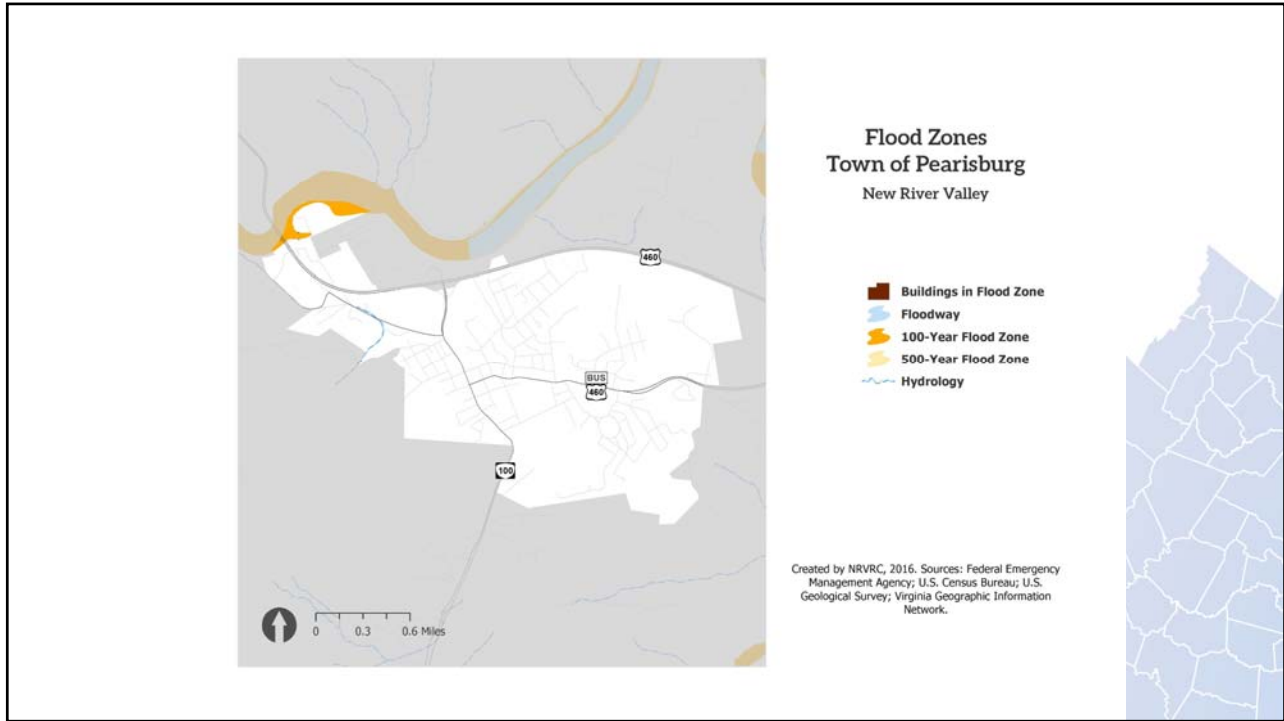 Flood Zones
Town of Pearisburg
New River Valley
460
Buildings in Flood Zone
Floodway
100-Year Flood Zone
500-Year Flood Zone
Hydrology
BUS
460
100
Created by NRVRC, 2016. Sources: Federal Emergency
Management Agency; U.S. Census Bureau; U.S.
Geological Survey; Virginia Geographic Information
Network.
0 0.3 0.6 Miles